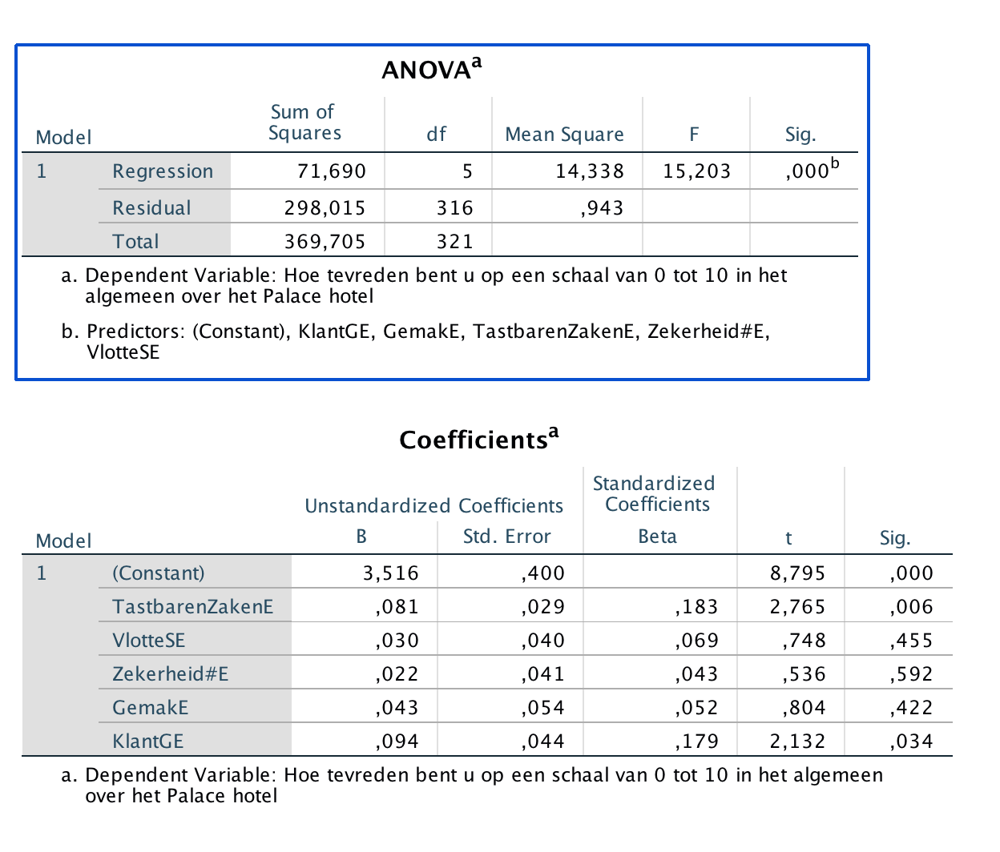 ANOVAa
Sum of
Squares
Model df Mean Square F Sig.
1 Regression 71,690 5 14,338 15,203 ,000b
Residual 298,015 316 ,943
Total 369,705 321
a. Dependent Variable: Hoe tevreden bent u op een schaal van 0 tot 10 in het
algemeen over het Palace hotel
b. Predictors: (Constant), KlantGE, GemakE, TastbarenZakenE, Zekerheid#E,
VlotteSE
Coefficientsa
Standardized
Unstandardized Coefficients Coefficients
Model B Std. Error Beta t Sig.
1 (Constant) 3,516 ,400 8,795 ,000
TastbarenZakenE ,081 ,029 ,183 2,765 ,006
VlotteSE ,030 ,040 ,069 ,748 ,455
Zekerheid#E ,022 ,041 ,043 ,536 ,592
GemakE ,043 ,054 ,052 ,804 ,422
KlantGE ,094 ,044 ,179 2,132 ,034
a. Dependent Variable: Hoe tevreden bent u op een schaal van 0 tot 10 in het algemeen
over het Palace hotel